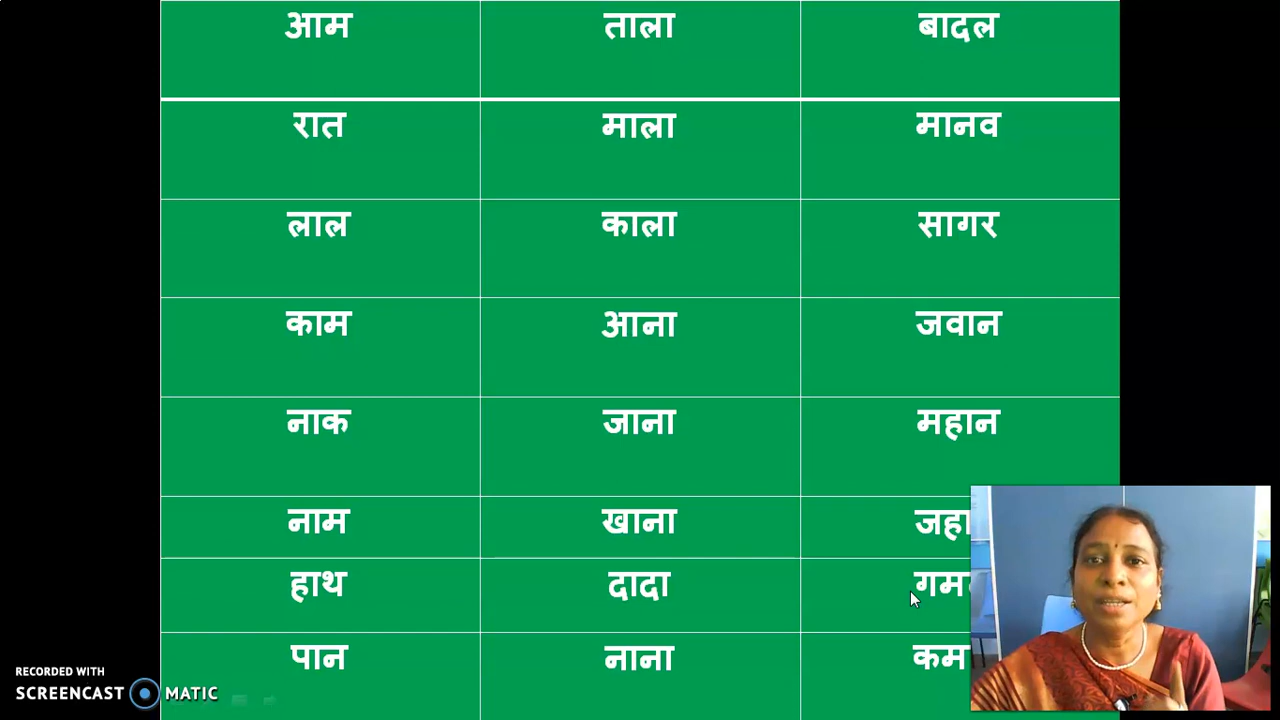 आम ताला बादल
रात माला मानव
लाल काला सागर
काम आना जवान
नाक जाना महान
नाम खाना
हाथ दादा
पान नाना
RECORDED WITH
SCREENCAST MATIC